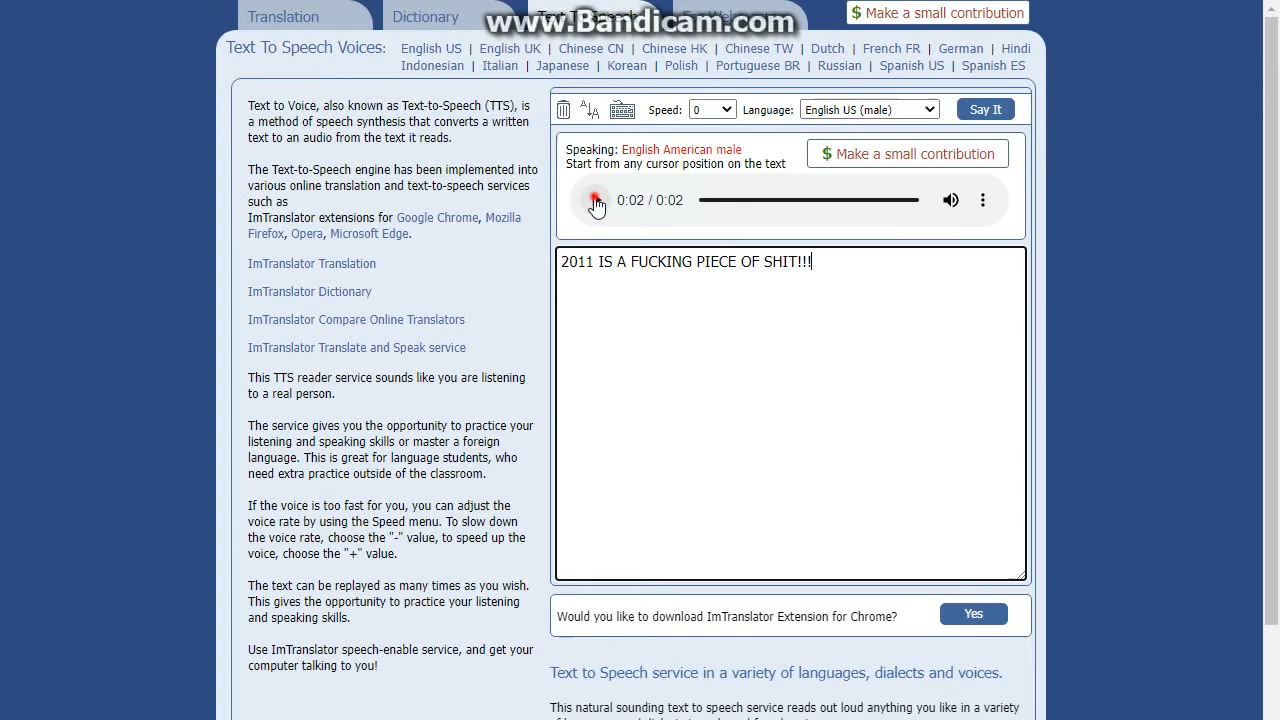 Translation
Dictionary
www.Bandicam.com
$ Make a small contribution
Text To Speech Voices: English US | English UK | Chinese CN | Chinese HK | Chinese TW | Dutch | French FR | German | Hindi
Indonesian | Italian | Japanese | Korean | Polish | Portuguese BR | Russian | Spanish US | Spanish ES
Text to Voice, also known as Text-to-Speech (TTS), is
a method of speech synthesis that converts a written
text to an audio from the text it reads.
The Text-to-Speech engine has been implemented into
various online translation and text-to-speech services
such as
ImTranslator extensions for Google Chrome, Mozilla
Firefox, Opera, Microsoft Edge.
ImTranslator Translation
ImTranslator Dictionary
ImTranslator Compare Online Translators
ImTranslator Translate and Speak service
This TTS reader service sounds like you are listening
to a real person.
The service gives you the opportunity to practice your
listening and speaking skills or master a foreign
language. This is great for language students, who
need extra practice outside of the classroom.
If the voice is too fast for you, you can adjust the
voice rate by using the Speed menu. To slow down
the voice rate, choose the "-" value, to speed up the
voice, choose the "+" value.
The text can be replayed as many times as you wish.
This gives the opportunity to practice your listening
and speaking skills.
Use ImTranslator speech-enable service, and get your
computer talking to you!
Speed: 0 Language: English US (male) Say It
Speaking: English American male
Start from any cursor position on the text
$ Make a small contribution
0:02 / 0:02
2011 IS A FUCKING PIECE OF SHIT!!!
Would you like to download ImTranslator Extension for Chrome? Yes
Text to Speech service in a variety of languages, dialects and voices.
This natural sounding text to speech service reads out loud anything you like in a variety